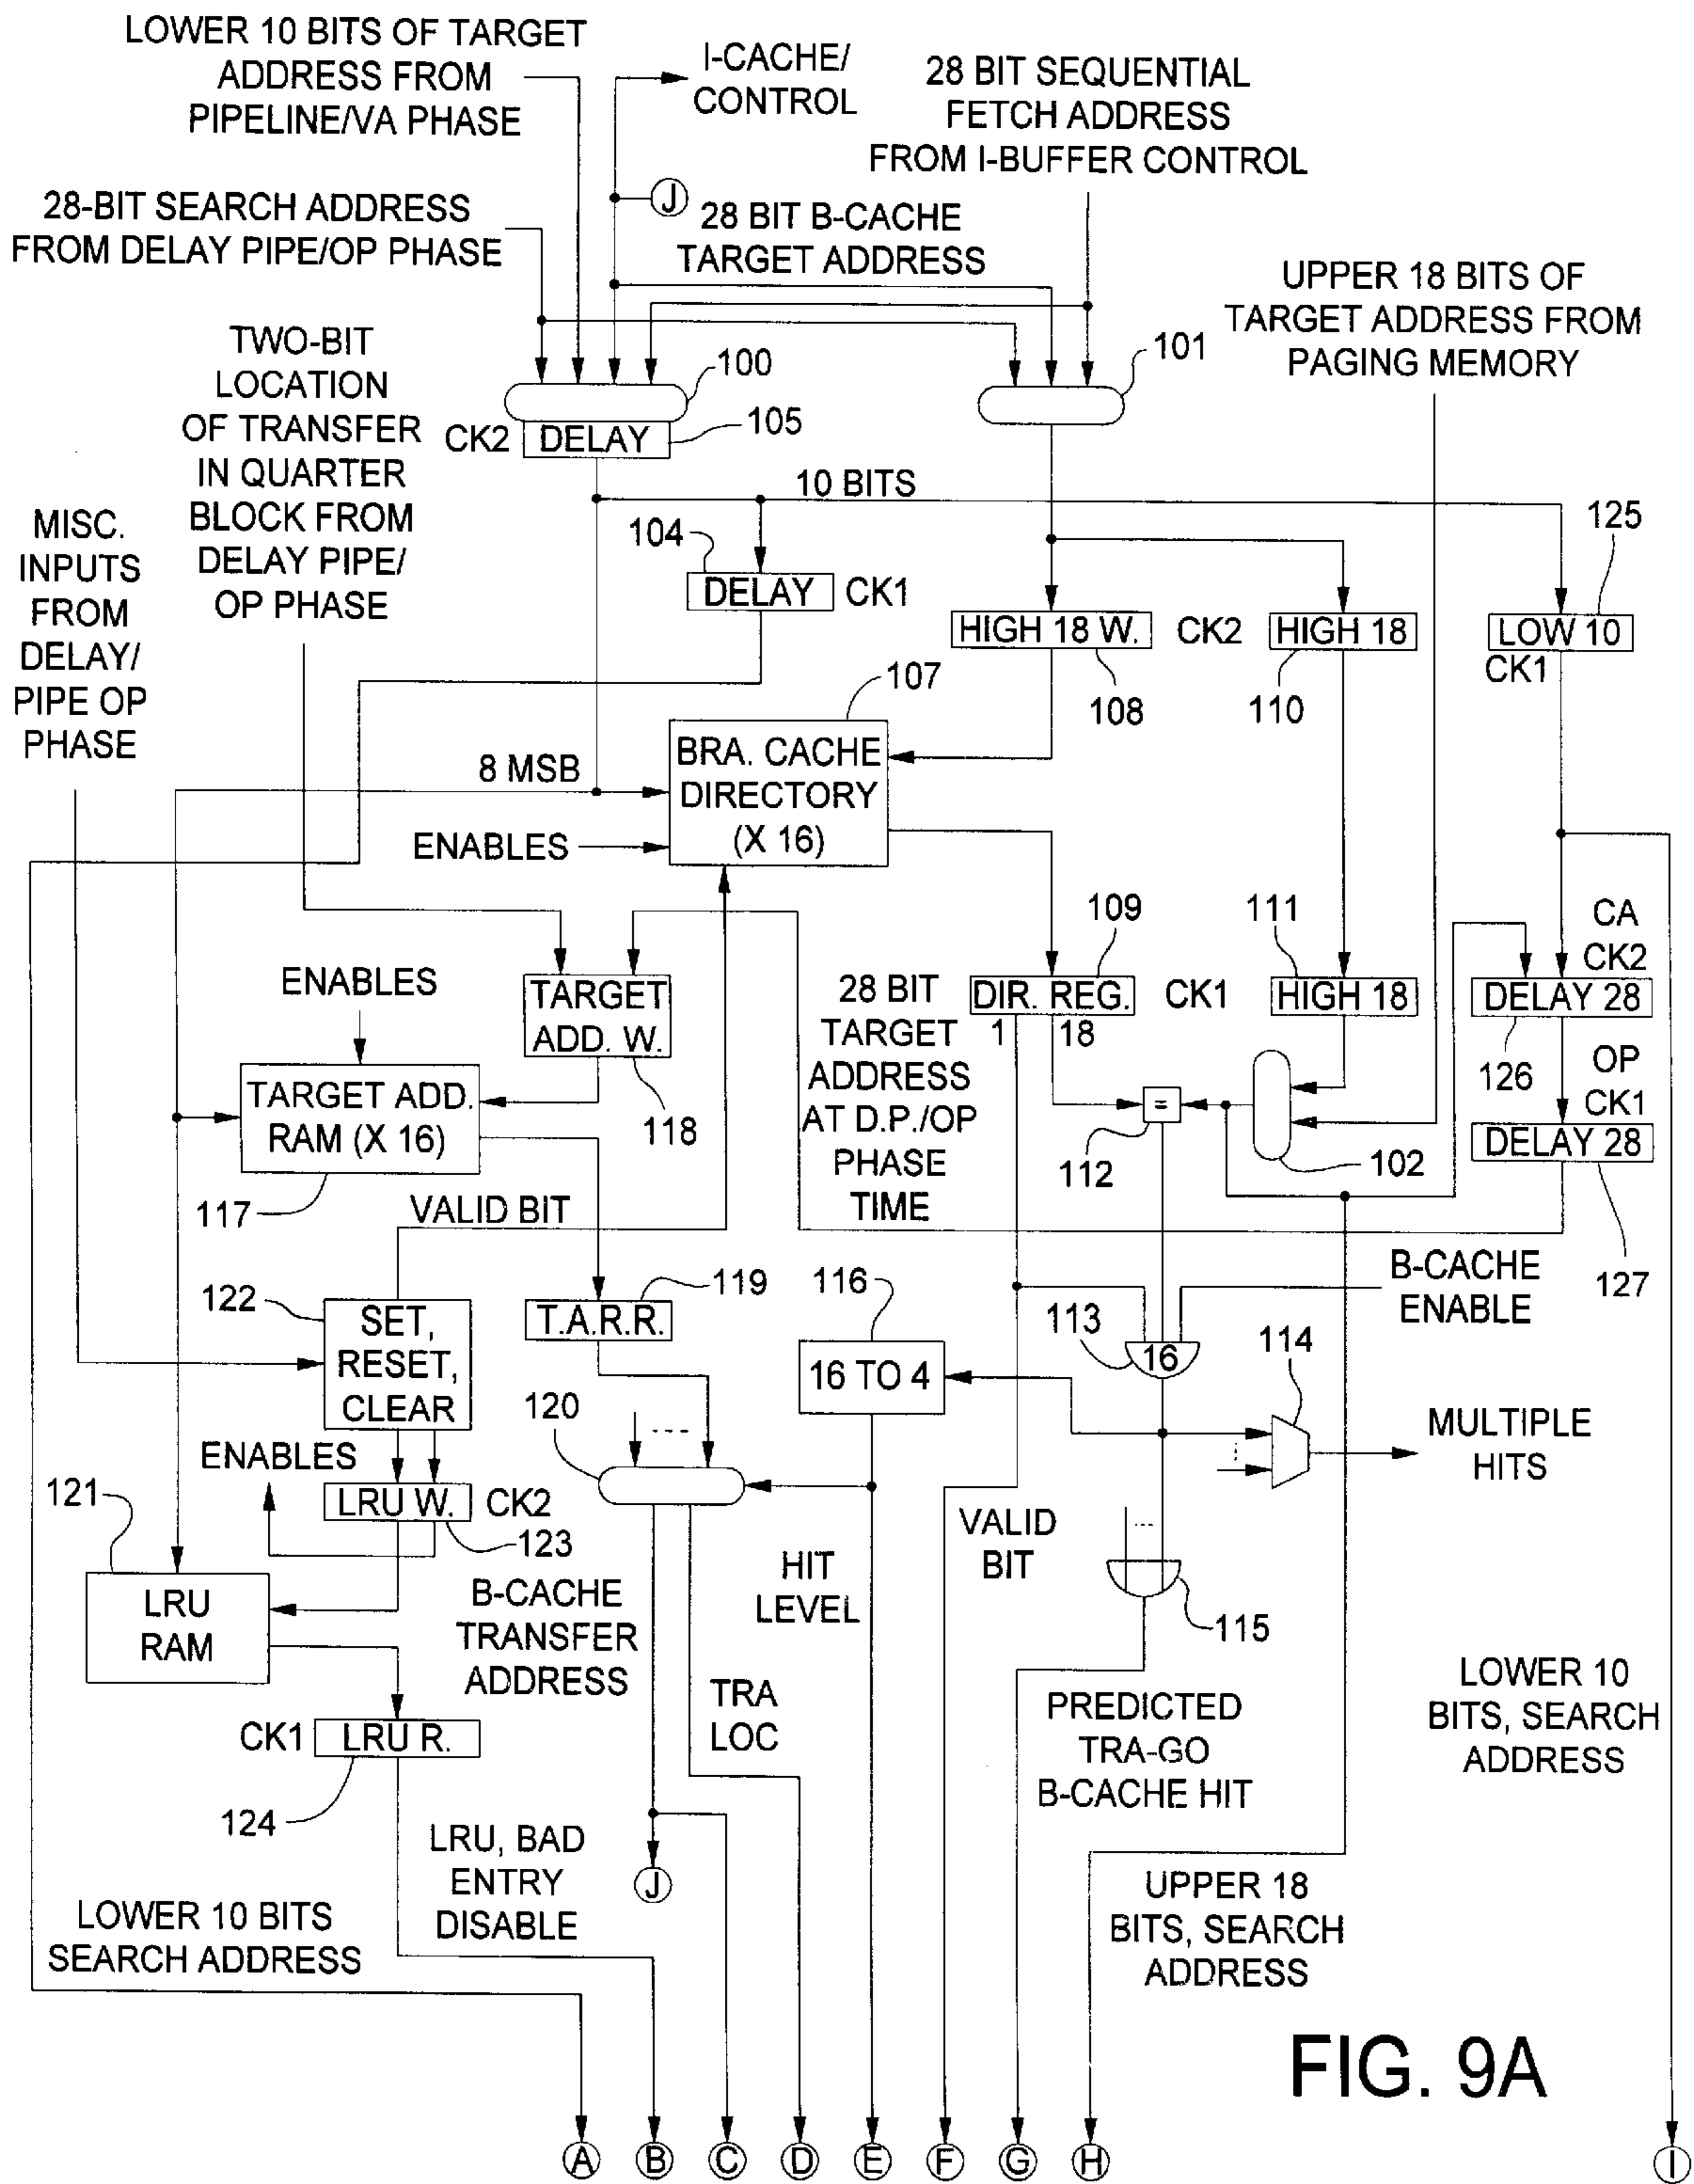 LOWER 10 BITS OF TARGET
ADDRESS FROM
PIPELINE/VA PHASE
I-CACHE/
CONTROL
28 BIT SEQUENTIAL
FETCH ADDRESS
FROM I-BUFFER CONTROL
28-BIT SEARCH ADDRESS
FROM DELAY PIPE/OP PHASE
J
28 BIT B-CACHE
TARGET ADDRESS
UPPER 18 BITS OF
TARGET ADDRESS FROM
PAGING MEMORY
TWO-BIT
LOCATION
OF TRANSFER
IN QUARTER
BLOCK FROM
DELAY PIPE/
OP PHASE
100
101
CK2
DELAY
105
MISC.
INPUTS
FROM
DELAY/
PIPE OP
PHASE
10 BITS
104
DELAY
CK1
125
HIGH 18 W.
CK2
HIGH 18
LOW 10
CK1
108
110
107
8 MSB
BRA. CACHE
DIRECTORY
(X 16)
ENABLES
109
111
CA
CK2
ENABLES
TARGET
ADD. W.
118
28 BIT
TARGET
ADDRESS
AT D.P./OP
PHASE
TIME
DIR. REG.
1
18
CK1
HIGH 18
DELAY 28
126
OP
CK1
DELAY 28
127
TARGET ADD.
RAM (X 16)
117
=
112
102
VALID BIT
122
SET,
RESET,
CLEAR
119
T.A.R.R.
116
16 TO 4
113
16
B-CACHE
ENABLE
114
MULTIPLE
HITS
120
ENABLES
LRU W.
CK2
123
121
LRU
RAM
B-CACHE
TRANSFER
ADDRESS
HIT
LEVEL
VALID
BIT
115
TRA
LOC
PREDICTED
TRA-GO
B-CACHE HIT
LOWER 10
BITS, SEARCH
ADDRESS
CK1
LRU R.
124
LRU, BAD
ENTRY
DISABLE
J
LOWER 10 BITS
SEARCH ADDRESS
UPPER 18
BITS, SEARCH
ADDRESS
FIG. 9A
A
B
C
D
E
F
G
H
I